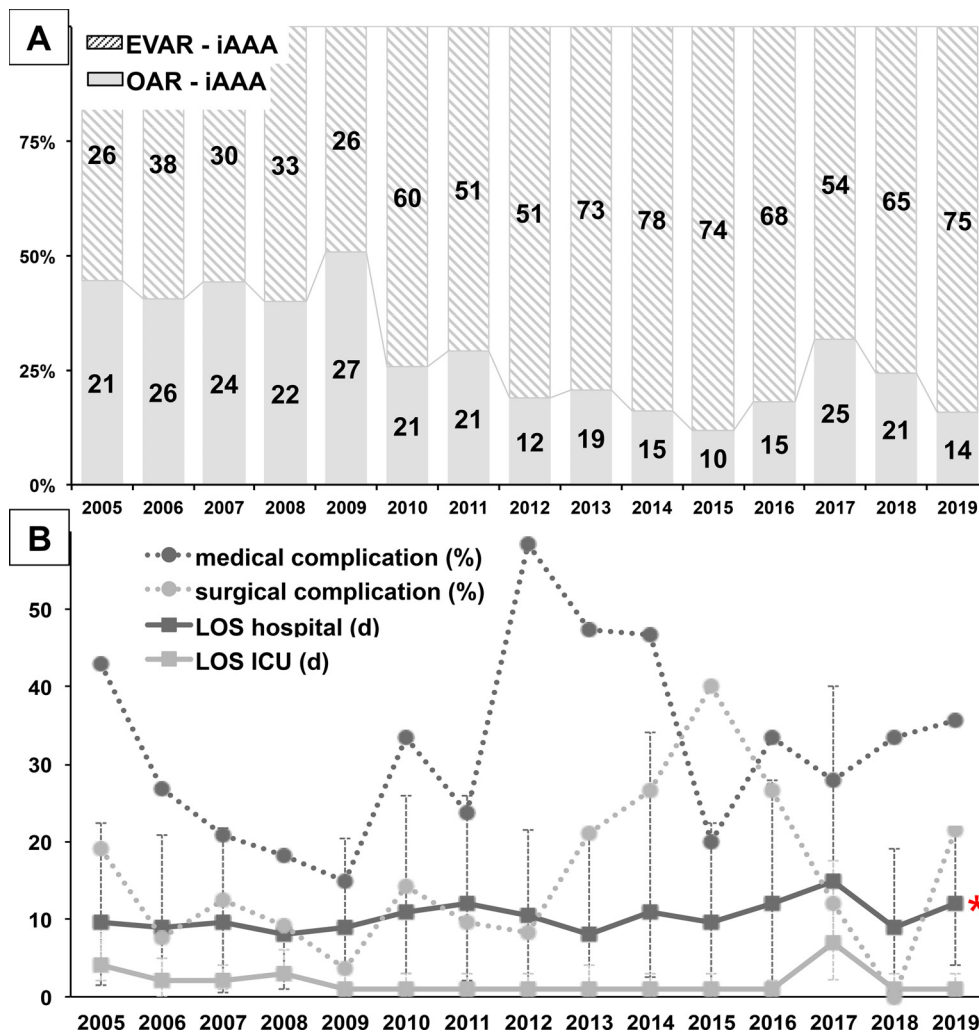 A
EVAR - iAAA
OAR - iAAA
75%
26 38 30 33 26 60 51 51 73 78 74 68 54 65 75
50%
25%
21 26 24 22 27 21 21 12 19 15 10 15 25 21 14
0%
2005 2006 2007 2008 2009 2010 2011 2012 2013 2014 2015 2016 2017 2018 2019
B
medical complication (%)
surgical complication (%)
LOS hospital (d)
LOS ICU (d)
50
40
30
20
10
*
0
2005 2006 2007 2008 2009 2010 2011 2012 2013 2014 2015 2016 2017 2018 2019